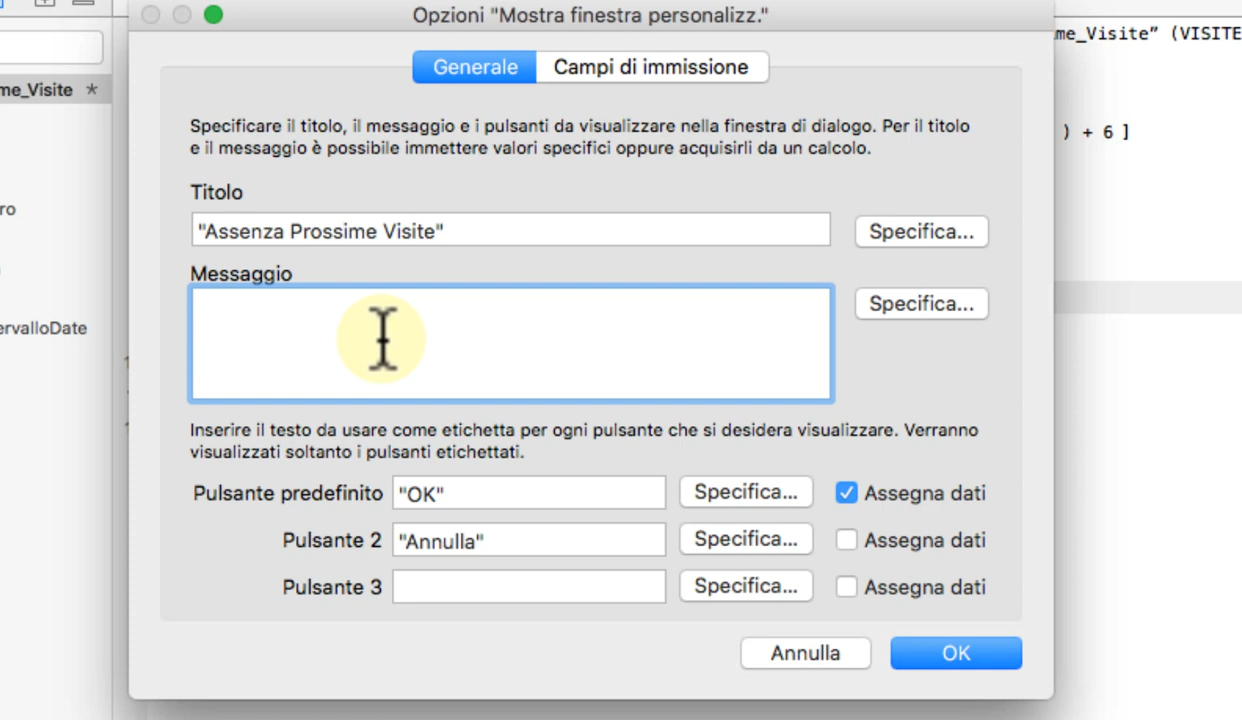 Opzioni "Mostra finestra personalizz."
me_Visite" (VISITE
Generale
Campi di immissione
me_Visite *
Specificare il titolo, il messaggio e i pulsanti da visualizzare nella finestra di dialogo. Per il titolo
e il messaggio è possibile immettere valori specifici oppure acquisirli da un calcolo.
) + 6 ]
Titolo
ro
"Assenza Prossime Visite"
Specifica...
Messaggio
Specifica...
ervalloDate
Inserire il testo da usare come etichetta per ogni pulsante che si desidera visualizzare. Verranno
visualizzati soltanto i pulsanti etichettati.
Pulsante predefinito
"OK"
Specifica...
Assegna dati
Pulsante 2
"Annulla"
Specifica...
Assegna dati
Pulsante 3
Specifica...
Assegna dati
Annulla
OK